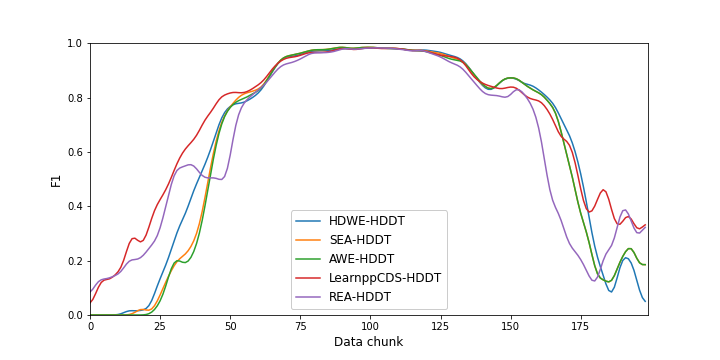 1.0
0.8
0.6
0.4
0.2
0.0
F1
HDWE-HDDT
SEA-HDDT
AWE-HDDT
LearnppCDS-HDDT
REA-HDDT
0 25 50 75 100 125 150 175
Data chunk